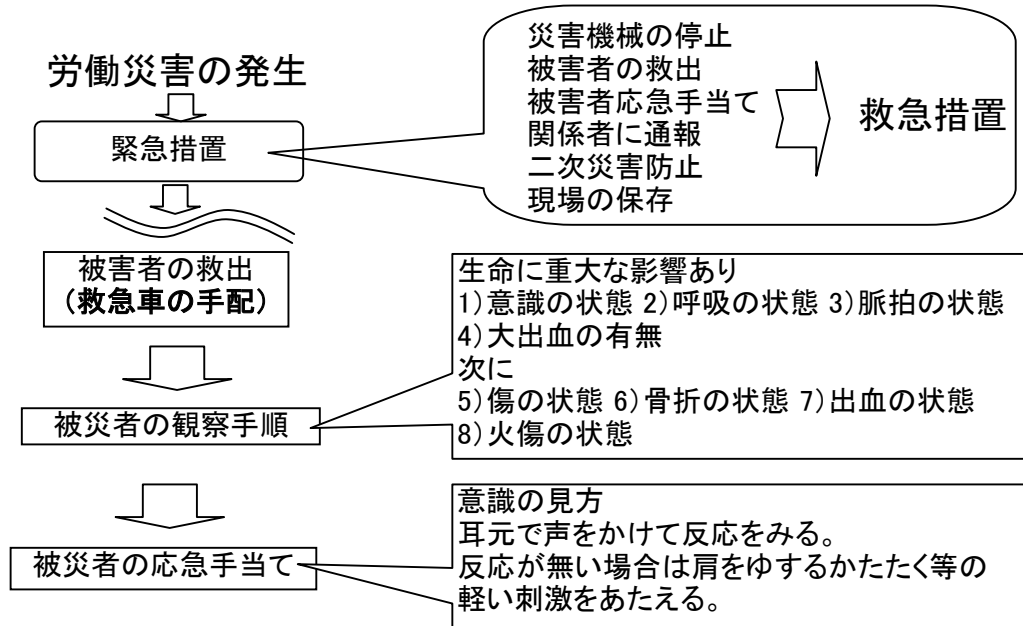 労働災害の発生
緊急措置
災害機械の停止
被害者の救出
被害者応急手当て
関係者に通報
二次災害防止
現場の保存
救急措置
被害者の救出
(救急車の手配)
生命に重大な影響あり
1)意識の状態 2)呼吸の状態 3)脈拍の状態
4)大出血の有無
次に
5)傷の状態 6)骨折の状態 7)出血の状態
8)火傷の状態
被災者の観察手順
意識の見方
耳元で声をかけて反応をみる。
反応が無い場合は肩をゆするかたたく等の
軽い刺激をあたえる。
被災者の応急手当て